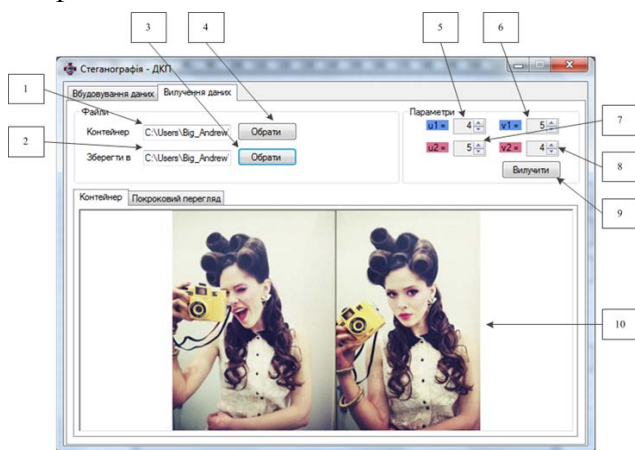 3
4
5
6
Стеганографія - ДКП
1
Вбудовування даних Вилучення даних
Файли
Параметри
Контейнер C:\Users\Big_Andrew Обрати
u1 = 4 v1 = 5
7
2
Зберегти в C:\Users\Big_Andrew Обрати
u2 = 5 v2 = 4
8
Вилучити
Контейнер Покроковий перегляд
9
10